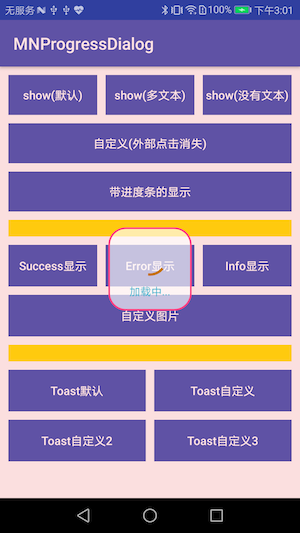 无服务 100% 下午3:01
MNProgressDialog
show(默认) show(多文本) show(没有文本)
自定义(外部点击消失)
带进度条的显示
Success显示 Error显示 Info显示
加载中...
自定义图片
Toast默认 Toast自定义
Toast自定义2 Toast自定义3